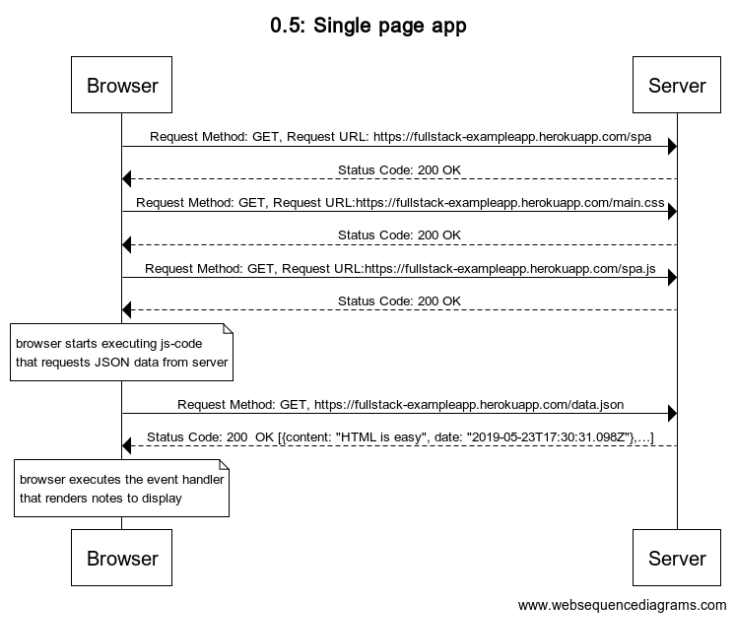 0.5: Single page app
Browser
Server
Request Method: GET, Request URL: https://fullstack-exampleapp.herokuapp.com/spa
Status Code: 200 OK
Request Method: GET, Request URL:https://fullstack-exampleapp.herokuapp.com/main.css
Status Code: 200 OK
Request Method: GET, Request URL:https://fullstack-exampleapp.herokuapp.com/spa.js
Status Code: 200 OK
browser starts executing js-code
that requests JSON data from server
Request Method: GET, https://fullstack-exampleapp.herokuapp.com/data.json
Status Code: 200  OK [{content: "HTML is easy", date: "2019-05-23T17:30:31.098Z"},...]
browser executes the event handler
that renders notes to display
Browser
Server
www.websequencediagrams.com